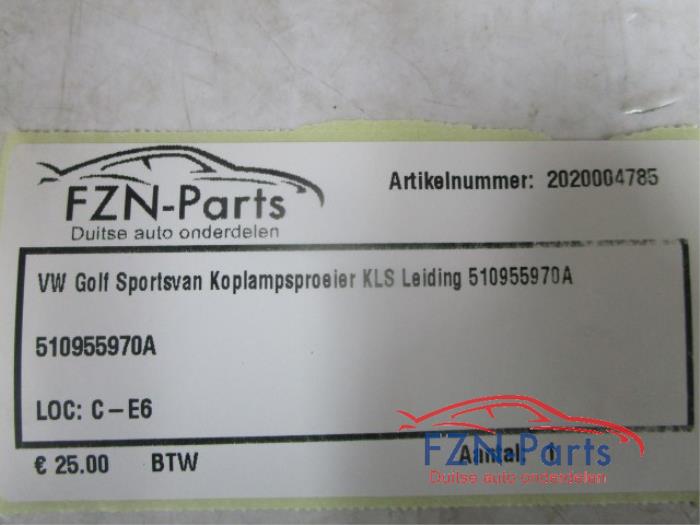 FZN-Parts
Duitse auto onderdelen
Artikelnummer: 2020004785
VW Golf Sportsvan Koplampsproeier KLS Leiding 510955970A
510955970A
LOC: C-E6
€ 25.00 BTW
Aantal: 1
FZN-Parts
Duitse auto onderdelen